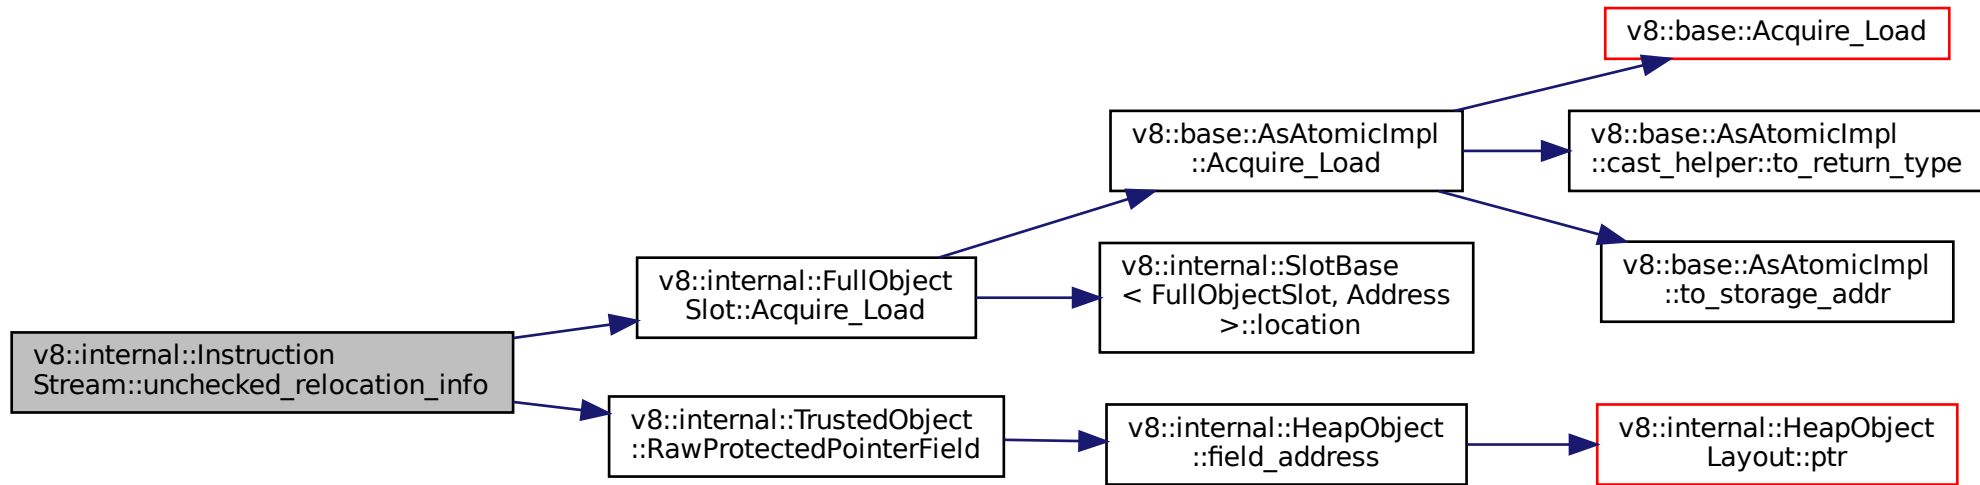 v8::base::Acquire_Load
v8::base::AsAtomicImpl
::Acquire_Load
v8::base::AsAtomicImpl
::cast_helper::to_return_type
v8::internal::FullObject
Slot::Acquire_Load
v8::internal::SlotBase
< FullObjectSlot, Address
>::location
v8::base::AsAtomicImpl
::to_storage_addr
v8::internal::Instruction
Stream::unchecked_relocation_info
v8::internal::TrustedObject
::RawProtectedPointerField
v8::internal::HeapObject
::field_address
v8::internal::HeapObject
Layout::ptr